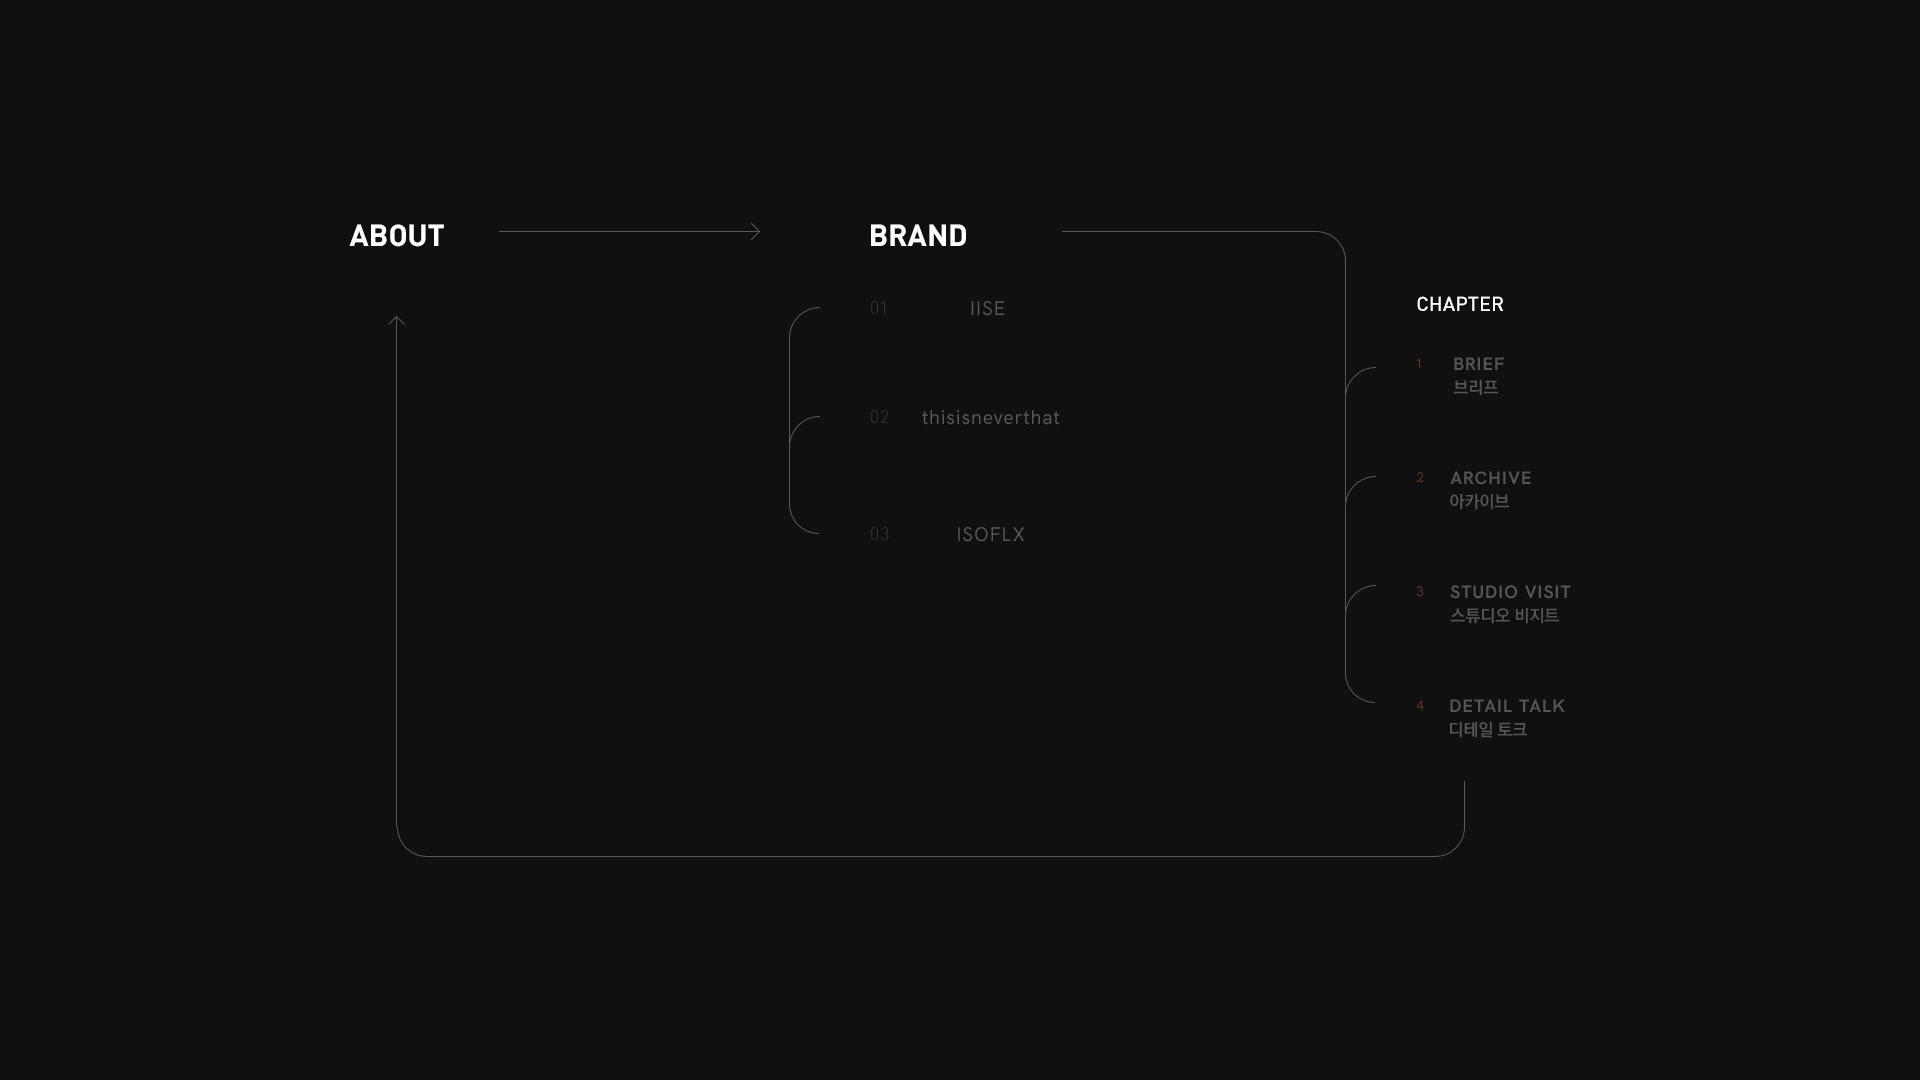 ABOUT
BRAND
01 IISE
02 thisisneverthat
03 ISOFLX
CHAPTER
1 BRIEF
브리프
2 ARCHIVE
아카이브
3 STUDIO VISIT
스튜디오 비지트
4 DETAIL TALK
디테일 토크